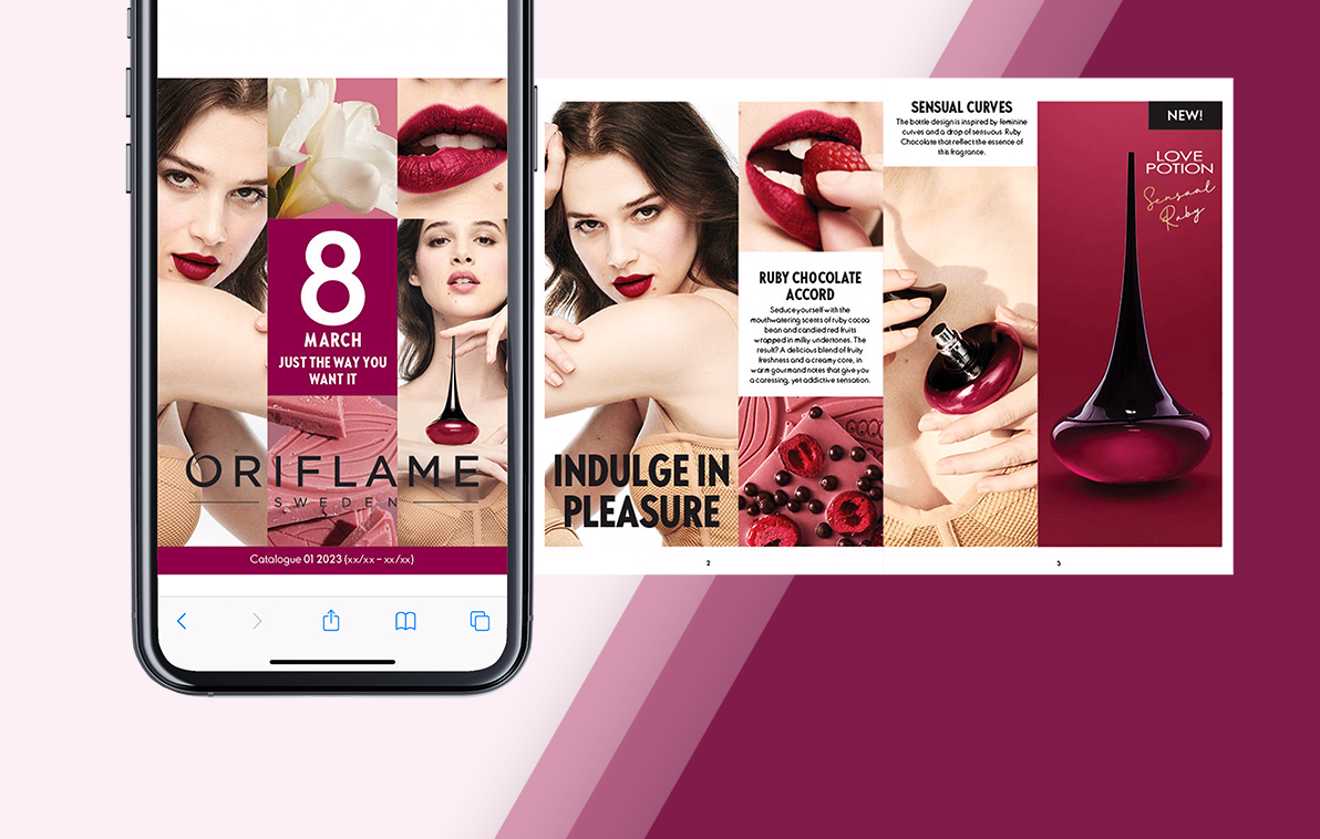 8
MARCH
JUST THE WAY YOU
WANT IT
ORIFLAME
SWEDEN
Catalogue 01 2023 (xx/xx – xx/xx)
INDULGE IN
PLEASURE
RUBY CHOCOLATE
ACCORD
Seduce yourself with the
mouthwatering scents of ruby cocoa
bean and candied red fruits
wrapped in milky undertones. The
result? A delicious blend of fruity
freshness and a creamy core, in
warm gourmand notes that give you
a caressing, yet addictive sensation.
SENSUAL CURVES
The bottle design is inspired by feminine
curves and a drop of sensuous Ruby
Chocolate that reflect the essence of
this fragrance.
NEW!
LOVE
POTION
Sensual
Ruby
2
3